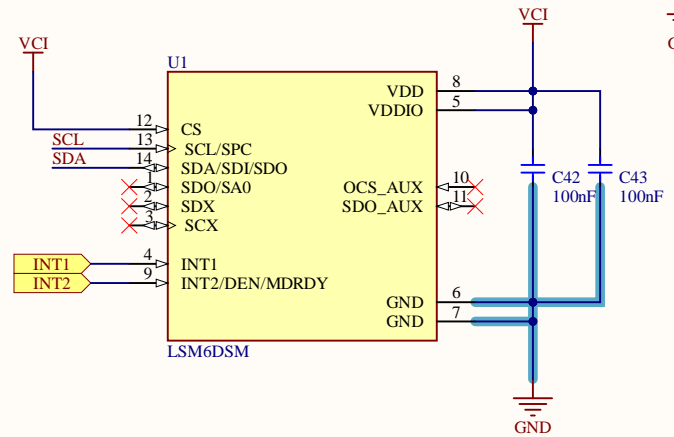 VCI
VCI
G
U1
12 CS
SCL 13 SCL/SPC
SDA 14 SDA/SDI/SDO
1 SDO/SA0
2 SDX
3 SCX
INT1 4 INT1
INT2 9 INT2/DEN/MDRDY
VDD 8
VDDIO 5
OCS_AUX 10
SDO_AUX 11
GND 6
GND 7
LSM6DSM
C42
100nF
C43
100nF
GND